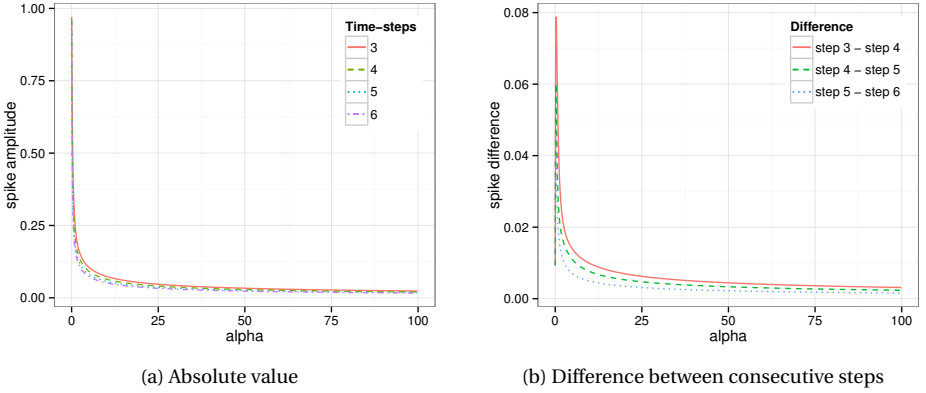 1.00
0.75
0.50
0.25
0.00
spike amplitude
0
25
50
75
100
alpha
Time−steps
3
4
5
6
(a) Absolute value
0.08
0.06
0.04
0.02
0.00
spike difference
0
25
50
75
100
alpha
Difference
step 3 − step 4
step 4 − step 5
step 5 − step 6
(b) Difference between consecutive steps